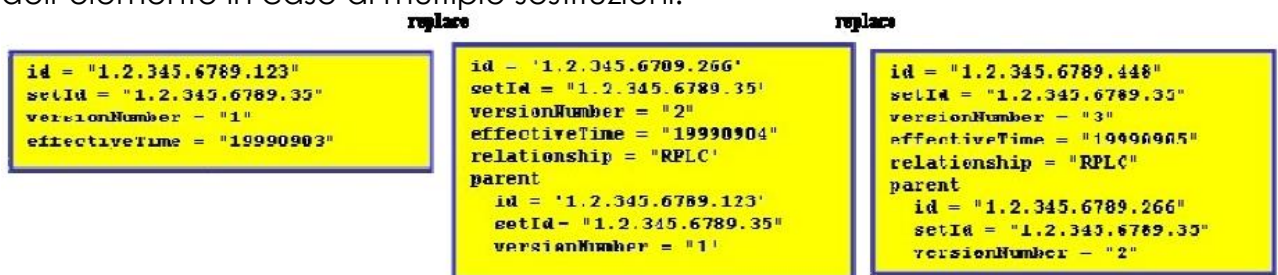 dell'elemento in caso di multiple sostituzioni.
replace
replace
id = "1.2.345.6789.123"
setId = "1.2.345.6789.35"
versionNumber = "1"
effectiveTime = "19990903"
id = '1.2.345.6789.266'
setId = "1.2.345.6789.35'
versionNumber = "2"
effectiveTime = "19990904"
relationship = "RPLC'
parent
id = '1.2.345.6789.123'
setId= "1.2.345.6789.35"
versionNumber = "1'
id = "1.2.345.6789.448"
setId = "1.2.345.6789.35"
versionNumber = "3"
effectiveTime = "19990905"
relationship = "RPLC"
parent
id = "1.2.345.6789.266"
setId = "1.2.345.6789.35"
versionNumber = "2"